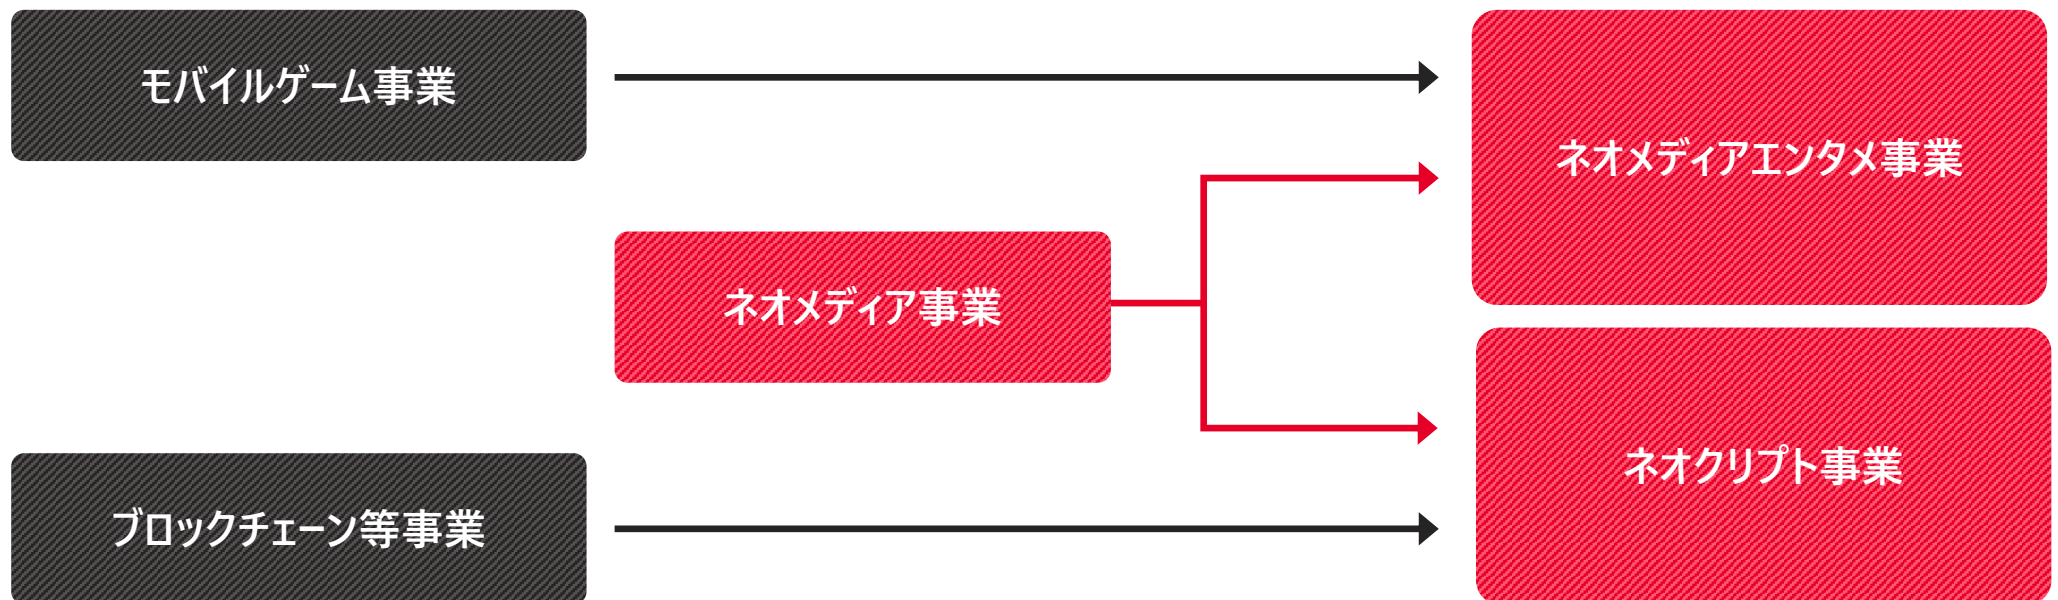 モバイルゲーム事業
ネオメディアエンタメ事業
ネオメディア事業
ネオクリプト事業
ブロックチェーン等事業